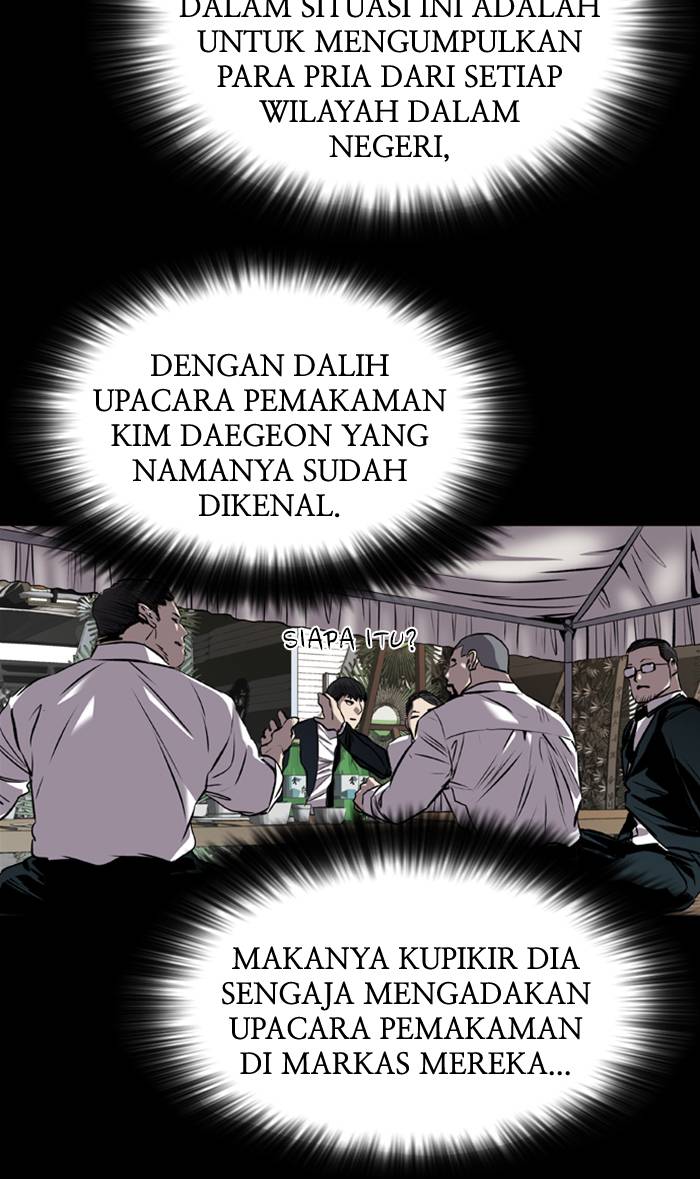 DALAM SITUASI INI ADALAH
UNTUK MENGUMPULKAN
PARA PRIA DARI SETIAP
WILAYAH DALAM
NEGERI,
DENGAN DALIH
UPACARA PEMAKAMAN
KIM DAEGEON YANG
NAMANYA SUDAH
DIKENAL.
SIAPA ITU?
MAKANYA KUPIKIR DIA
SENGAJA MENGADAKAN
UPACARA PEMAKAMAN
DI MARKAS MEREKA...